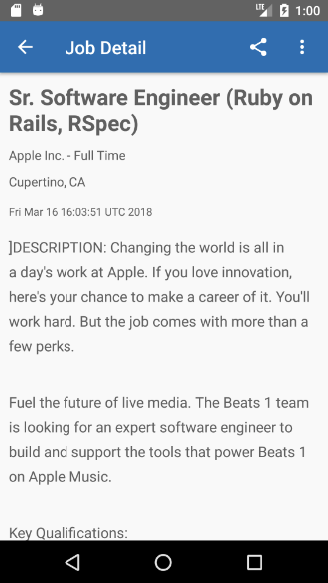 LTE 1:00
Job Detail
Sr. Software Engineer (Ruby on
Rails, RSpec)
Apple Inc. - Full Time
Cupertino, CA
Fri Mar 16 16:03:51 UTC 2018
]DESCRIPTION: Changing the world is all in
a day's work at Apple. If you love innovation,
here's your chance to make a career of it. You'll
work hard. But the job comes with more than a
few perks.
Fuel the future of live media. The Beats 1 team
is looking for an expert software engineer to
build and support the tools that power Beats 1
on Apple Music.
Key Qualifications: